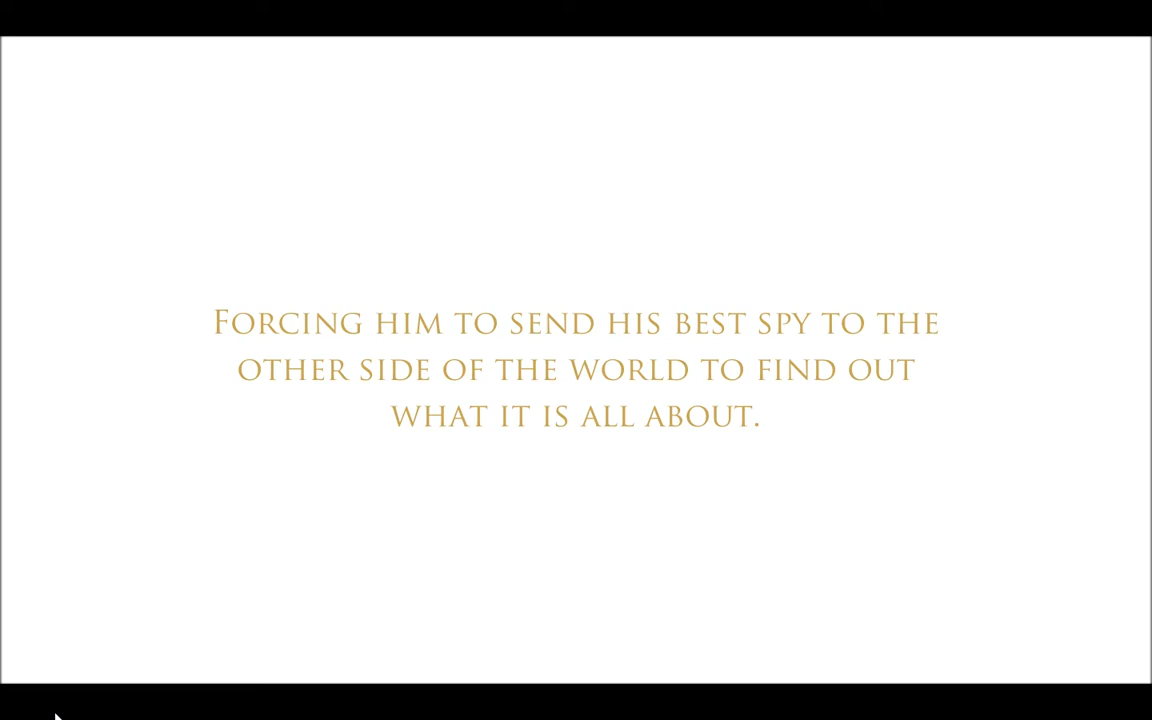 Forcing him to send his best spy to the
other side of the world to find out
what it is all about.